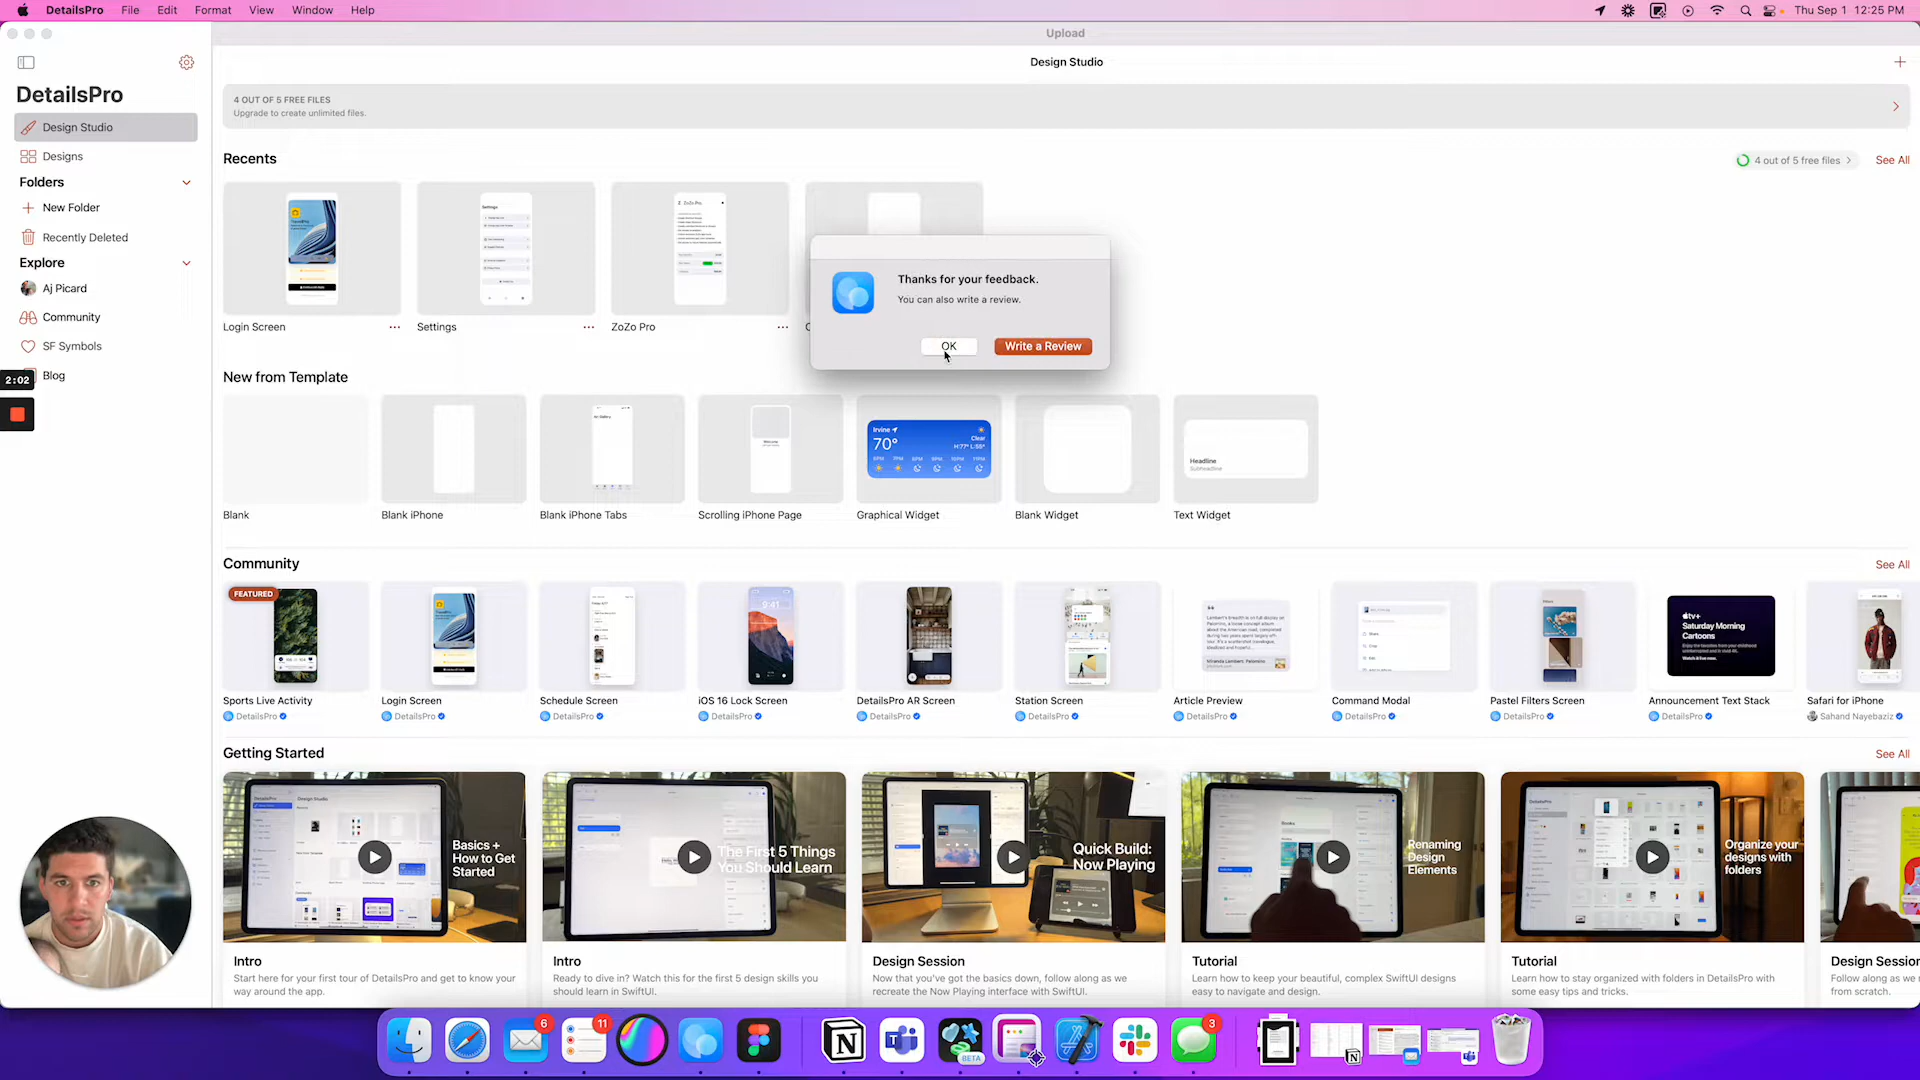 DetailsPro File Edit Format View Window Help
Thu Sep 1 12:25 PM
Upload
Design Studio
DetailsPro
Design Studio
Designs
Folders
New Folder
Recently Deleted
Explore
Aj Picard
Community
SF Symbols
Blog
2:02
4 OUT OF 5 FREE FILES
Upgrade to create unlimited files.
Recents
4 out of 5 free files
See All
Settings
ZoZo Pro
Login Screen
Settings
ZoZo Pro
Thanks for your feedback.
You can also write a review.
OK
Write a Review
New from Template
Irvine
70°
Clear
Headline
Subheadline
Blank
Blank iPhone
Blank iPhone Tabs
Scrolling iPhone Page
Graphical Widget
Blank Widget
Text Widget
Community
See All
FEATURED
9:41
tv+
Saturday Morning
Cartoons
Sports Live Activity
Login Screen
Schedule Screen
iOS 16 Lock Screen
DetailsPro AR Screen
Station Screen
Article Preview
Command Modal
Pastel Filters Screen
Announcement Text Stack
Safari for iPhone
DetailsPro
DetailsPro
DetailsPro
DetailsPro
DetailsPro
DetailsPro
DetailsPro
DetailsPro
DetailsPro
DetailsPro
Sahand Nayebaziz
Getting Started
See All
Basics +
How to Get
Started
The First 5 Things
You Should Learn
Quick Build:
Now Playing
Renaming
Design
Elements
Organize your
designs with
folders
Intro
Start here for your first tour of DetailsPro and get to know your
way around the app.
Intro
Ready to dive in? Watch this for the first 5 design skills you
should learn in SwiftUI.
Design Session
Now that you've got the basics down, follow along as we
recreate the Now Playing interface with SwiftUI.
Tutorial
Learn how to keep your beautiful, complex SwiftUI designs
easy to navigate and design.
Tutorial
Learn how to stay organized with folders in DetailsPro with
some easy tips and tricks.
Design Session
Follow along as we
from scratch.
6
11
BETA
3